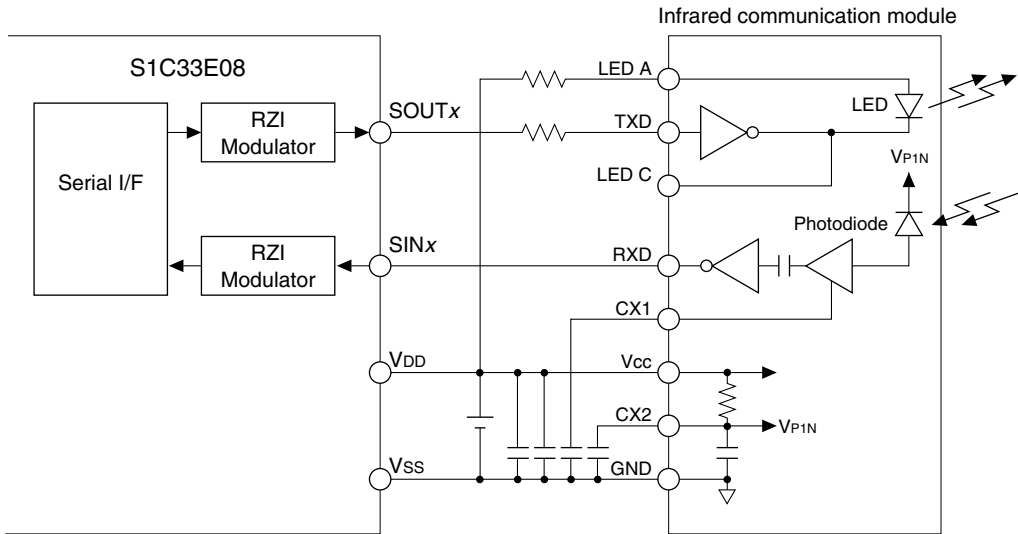 Infrared communication module
S1C33E08
Serial I/F
RZI
Modulator
RZI
Modulator
SOUTx
SINx
VDD
VSS
LED A
TXD
LED C
RXD
CX1
Vcc
CX2
GND
LED
VP1N
Photodiode
VP1N